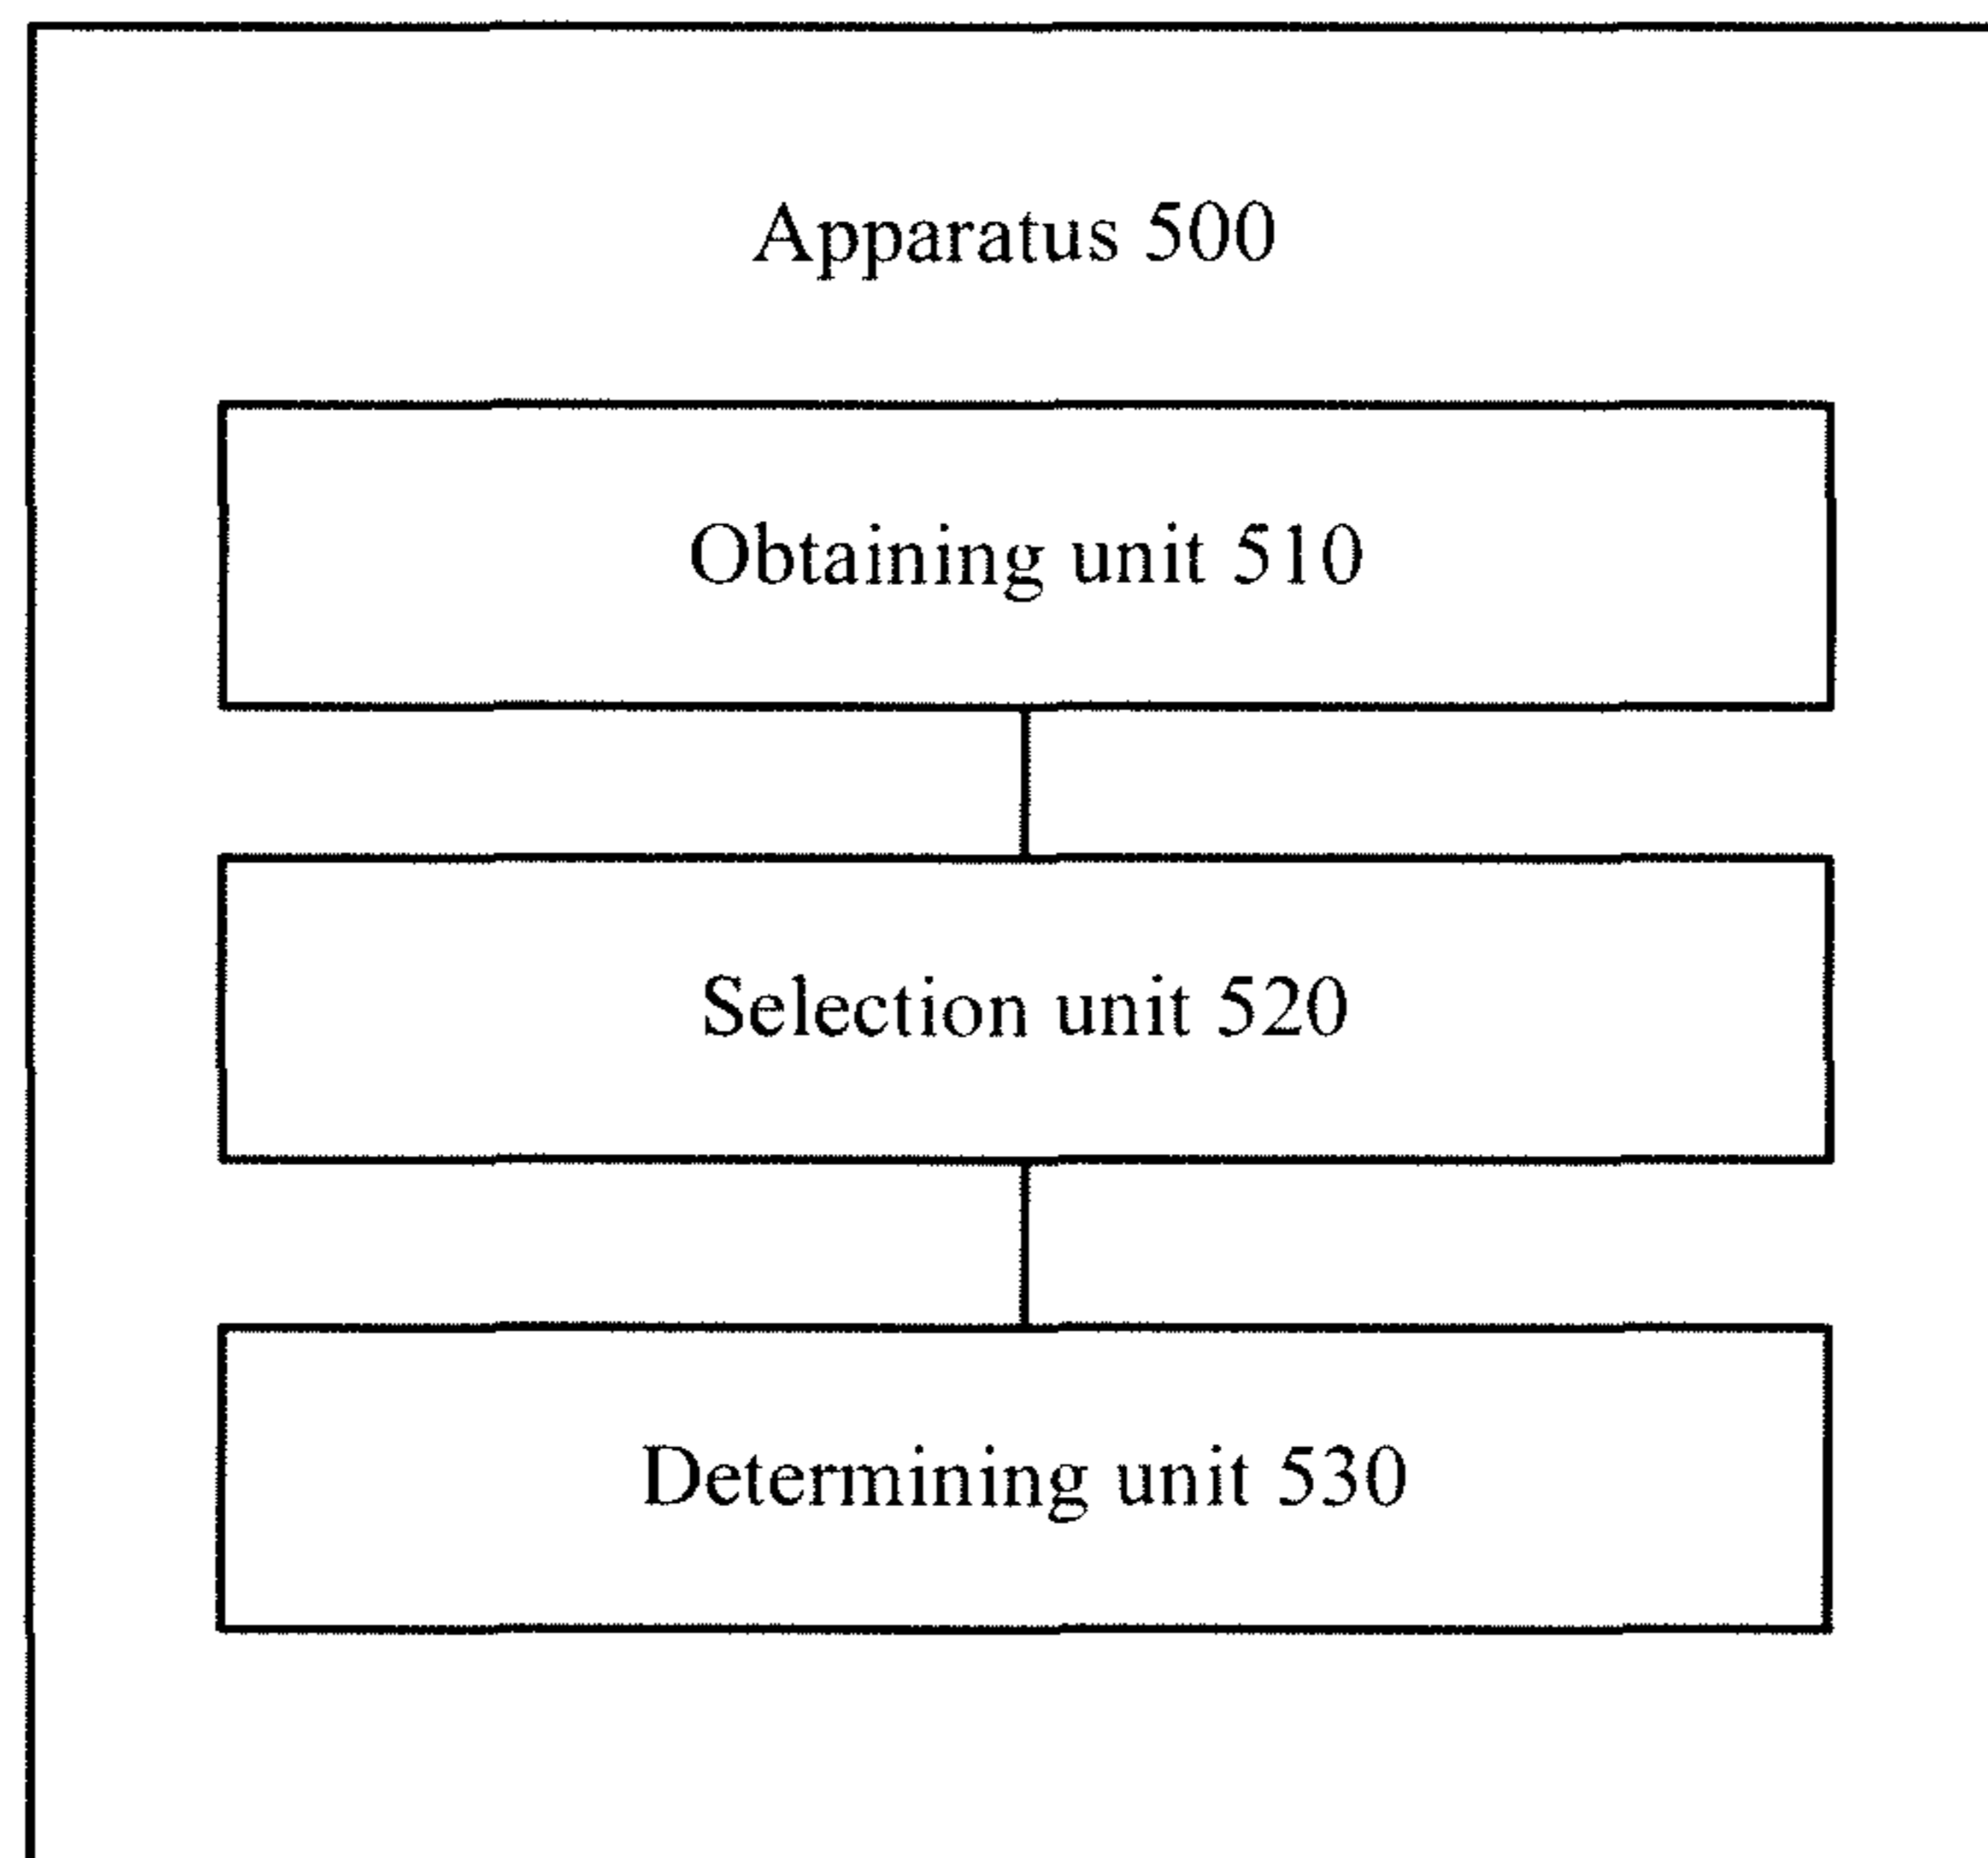 Apparatus 500
Obtaining unit 510
Selection unit 520
Determining unit 530